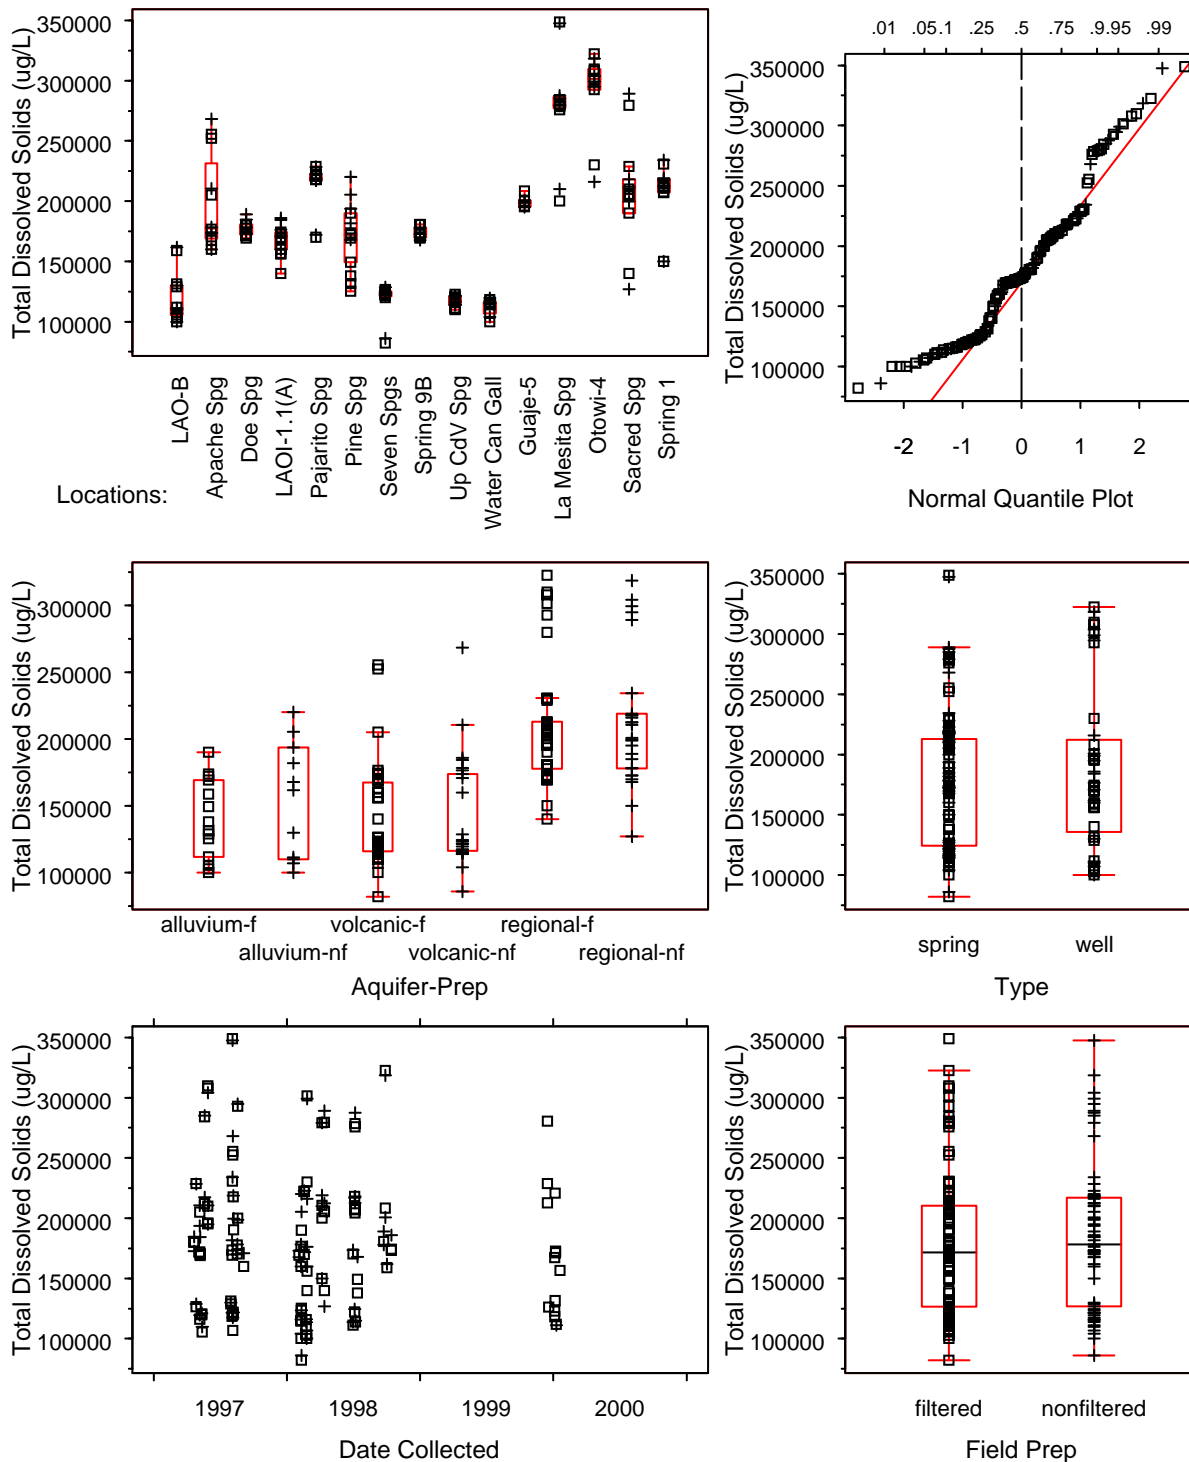 Total Dissolved Solids (ug/L)
350000
300000
250000
200000
150000
100000
LAO-B
Apache Spg
Doe Spg
LAOI-1.1(A)
Pajarito Spg
Pine Spg
Seven Spgs
Spring 9B
Up CdV Spg
Water Can Gall
Guaje-5
La Mesita Spg
Otowi-4
Sacred Spg
Spring 1
Locations:
.01 .05 .1 .25 .5 .75 .9 .95 .99
Total Dissolved Solids (ug/L)
350000
300000
250000
200000
150000
100000
-2 -1 0 1 2
Normal Quantile Plot
Total Dissolved Solids (ug/L)
300000
250000
200000
150000
100000
alluvium-f volcanic-f regional-f
alluvium-nf volcanic-nf regional-nf
Aquifer-Prep
Total Dissolved Solids (ug/L)
350000
300000
250000
200000
150000
100000
spring well
Type
Total Dissolved Solids (ug/L)
350000
300000
250000
200000
150000
100000
1997 1998 1999 2000
Date Collected
Total Dissolved Solids (ug/L)
350000
300000
250000
200000
150000
100000
filtered nonfiltered
Field Prep